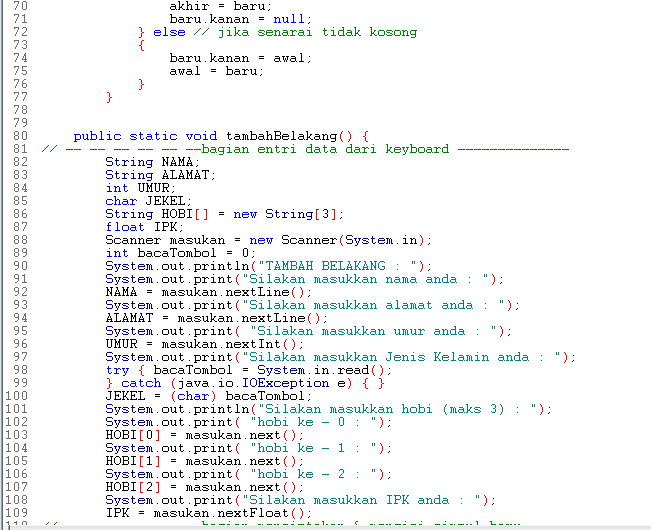 70 akhir = baru;
71 baru.kanan = null;
72 } else // jika senarai tidak kosong
73 {
74 baru.kanan = awal;
75 awal = baru;
76 }
77 }
78
79
80 public static void tambahBelakang() {
81 // -- -- -- -- -- --bagian entri data dari keyboard --------------
82 String NAMA;
83 String ALAMAT;
84 int UMUR;
85 char JEKEL;
86 String HOBI[] = new String[3];
87 float IPK;
88 Scanner masukan = new Scanner(System.in);
89 int bacaTombol = 0;
90 System.out.println("TAMBAH BELAKANG : ");
91 System.out.print("Silakan masukkan nama anda : ");
92 NAMA = masukan.nextLine();
93 System.out.print("Silakan masukkan alamat anda : ");
94 ALAMAT = masukan.nextLine();
95 System.out.print( "Silakan masukkan umur anda : ");
96 UMUR = masukan.nextInt();
97 System.out.print("Silakan masukkan Jenis Kelamin anda : ");
98 try { bacaTombol = System.in.read();
99 } catch (java.io.IOException e) { }
100 JEKEL = (char) bacaTombol;
101 System.out.println("Silakan masukkan hobi (maks 3) : ");
102 System.out.print( "hobi ke - 0 : ");
103 HOBI[0] = masukan.next();
104 System.out.print( "hobi ke - 1 : ");
105 HOBI[1] = masukan.next();
106 System.out.print( "hobi ke - 2 : ");
107 HOBI[2] = masukan.next();
108 System.out.print("Silakan masukkan IPK anda : ");
109 IPK = masukan.nextFloat();